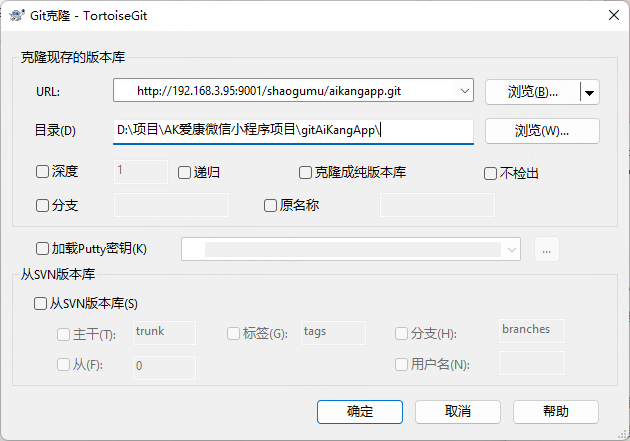 Git克隆 - TortoiseGit
克隆现存的版本库
URL: http://192.168.3.95:9001/shaogumu/aikangapp.git 浏览(B)...
目录(D) D:\项目\AK爱康微信小程序项目\gitAiKangApp\ 浏览(W)...
深度 1 递归 克隆成纯版本库 不检出
分支 原名称
加载Putty密钥(K) ...
从SVN版本库
从SVN版本库(S)
主干(T): trunk 标签(G): tags 分支(H): branches
从(F): 0 用户名(N):
确定 取消 帮助